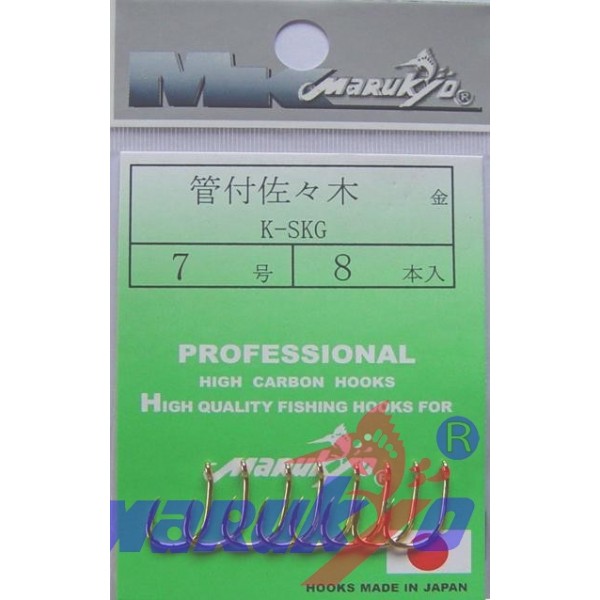 MK MARUKYO ®
管付佐々木 金
K-SKG
7 号 8 本入
PROFESSIONAL
HIGH CARBON HOOKS
HIGH QUALITY FISHING HOOKS FOR
MARUKYO ®
marukyo ®
HOOKS MADE IN JAPAN